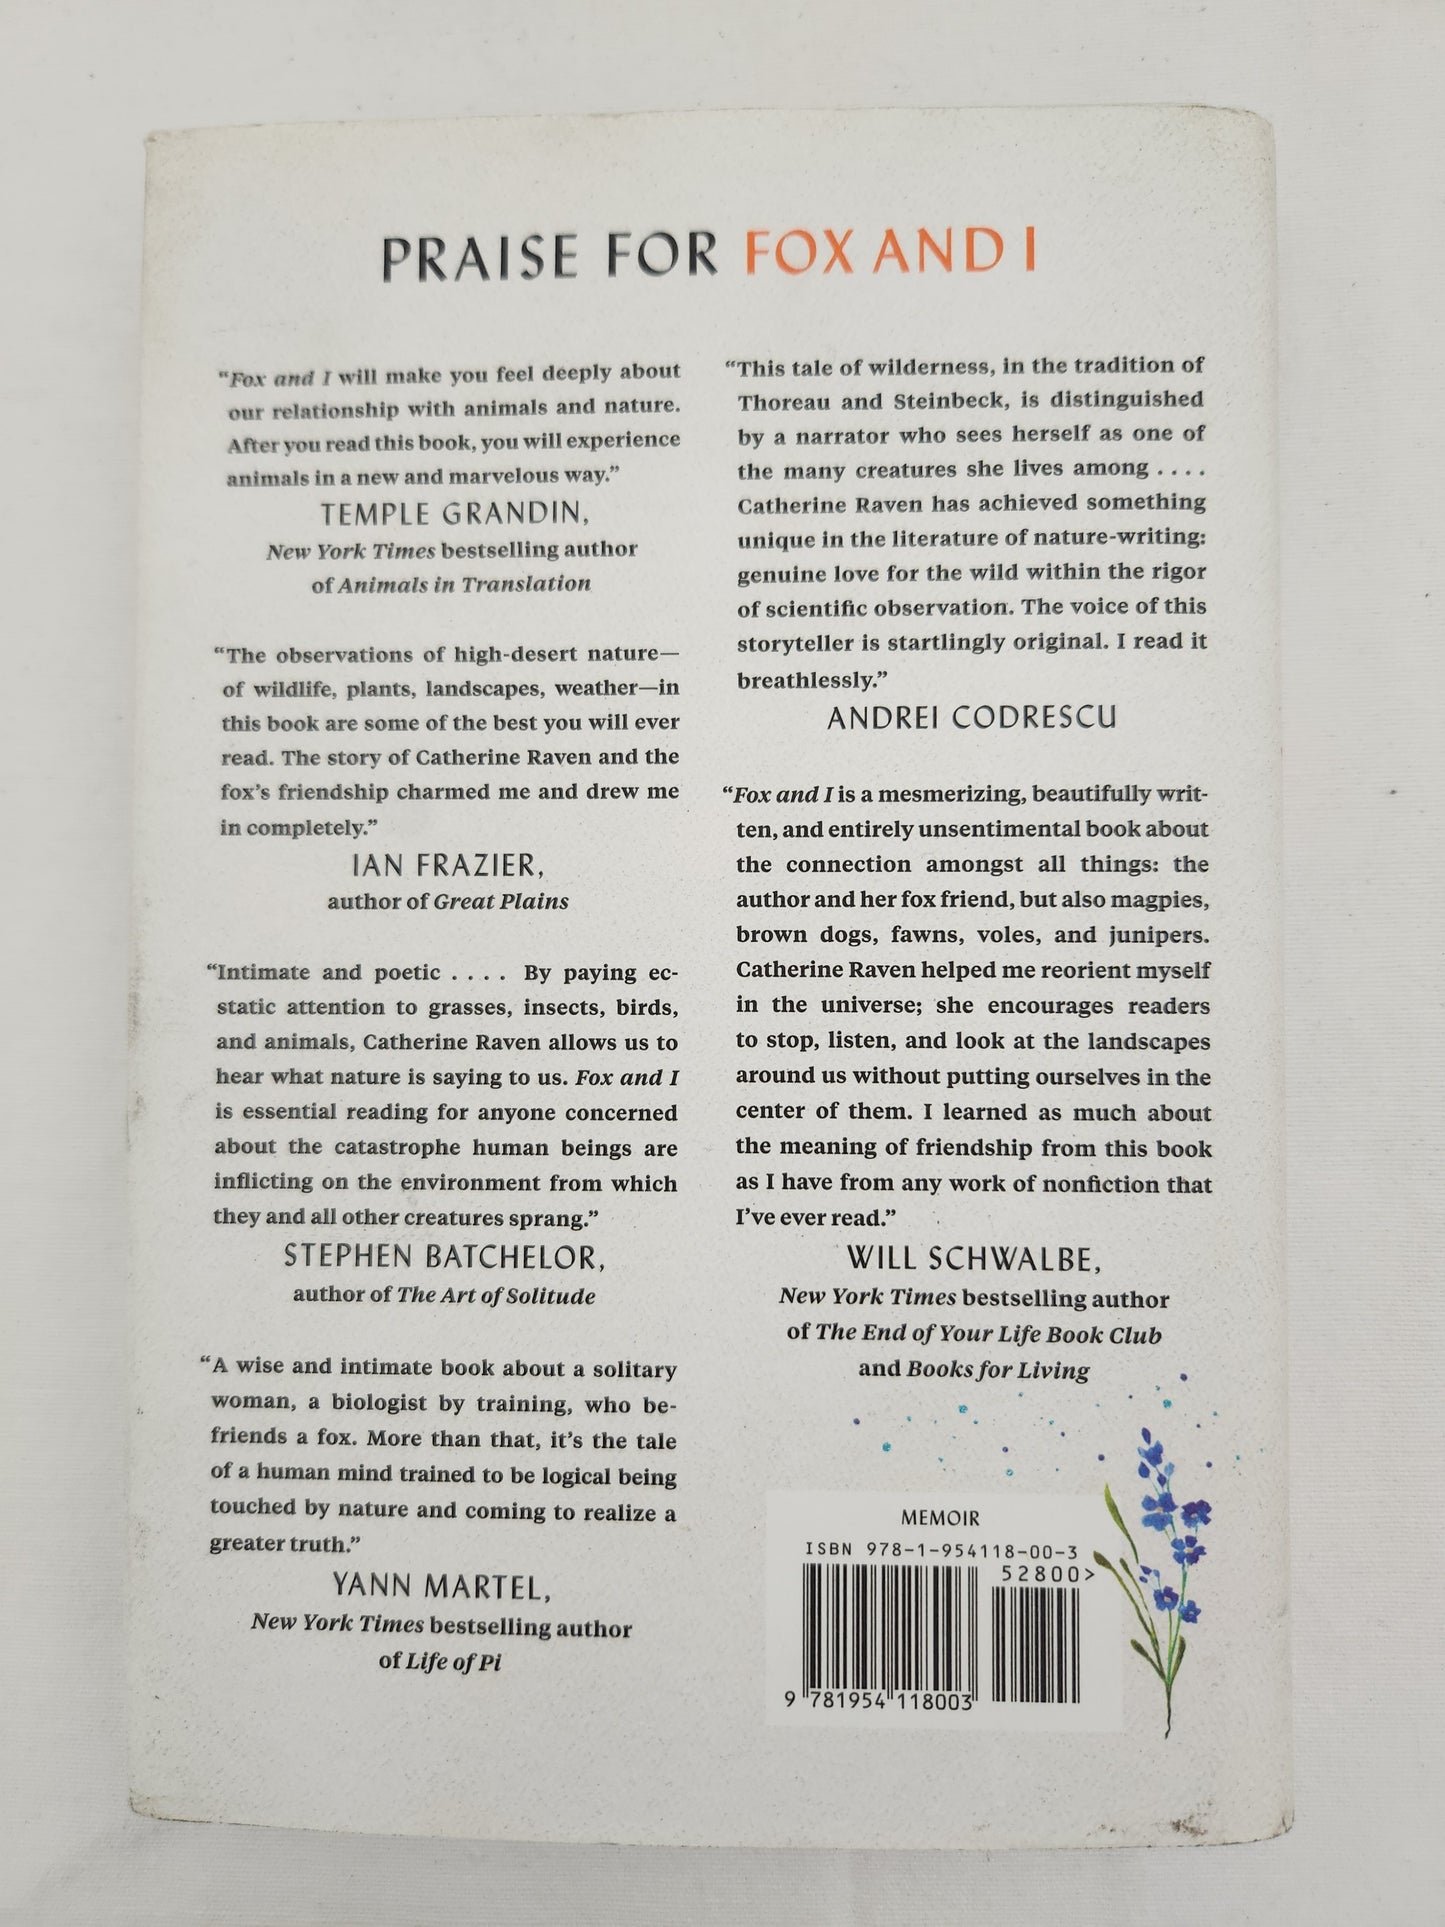 PRAISE FOR FOX AND I
“Fox and I will make you feel deeply about
our relationship with animals and nature.
After you read this book, you will experience
animals in a new and marvelous way.”
TEMPLE GRANDIN,
New York Times bestselling author
of Animals in Translation
“The observations of high-desert nature—
of wildlife, plants, landscapes, weather—in
this book are some of the best you will ever
read. The story of Catherine Raven and the
fox’s friendship charmed me and drew me
in completely.”
IAN FRAZIER,
author of Great Plains
“Intimate and poetic . . . . By paying ec-
static attention to grasses, insects, birds,
and animals, Catherine Raven allows us to
hear what nature is saying to us. Fox and I
is essential reading for anyone concerned
about the catastrophe human beings are
inflicting on the environment from which
they and all other creatures sprang.”
STEPHEN BATCHELOR,
author of The Art of Solitude
“A wise and intimate book about a solitary
woman, a biologist by training, who be-
friends a fox. More than that, it’s the tale
of a human mind trained to be logical being
touched by nature and coming to realize a
greater truth.”
YANN MARTEL,
New York Times bestselling author
of Life of Pi
“This tale of wilderness, in the tradition of
Thoreau and Steinbeck, is distinguished
by a narrator who sees herself as one of
the many creatures she lives among . . . .
Catherine Raven has achieved something
unique in the literature of nature-writing:
genuine love for the wild within the rigor
of scientific observation. The voice of this
storyteller is startlingly original. I read it
breathlessly.”
ANDREI CODRESCU
“Fox and I is a mesmerizing, beautifully writ-
ten, and entirely unsentimental book about
the connection amongst all things: the
author and her fox friend, but also magpies,
brown dogs, fawns, voles, and junipers.
Catherine Raven helped me reorient myself
in the universe; she encourages readers
to stop, listen, and look at the landscapes
around us without putting ourselves in the
center of them. I learned as much about
the meaning of friendship from this book
as I have from any work of nonfiction that
I’ve ever read.”
WILL SCHWALBE,
New York Times bestselling author
of The End of Your Life Book Club
and Books for Living
MEMOIR
ISBN 978-1-954118-00-3
52800>
9 781954 118003